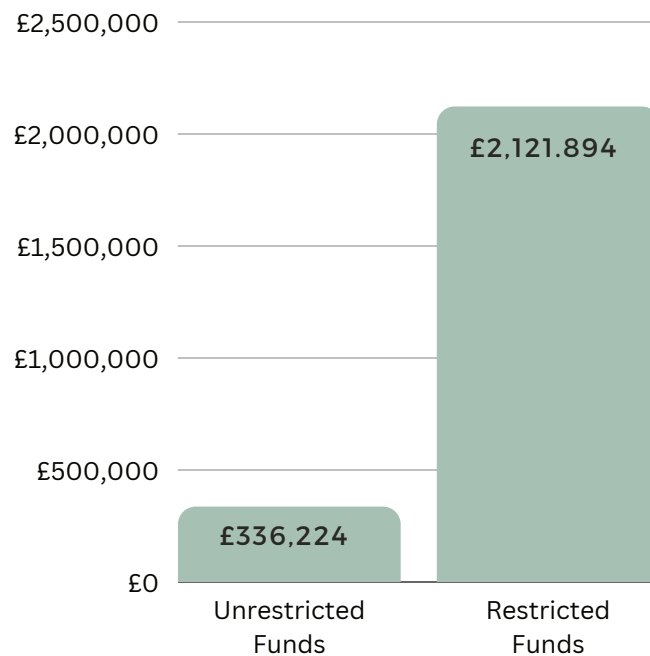 £2,500,000
£2,000,000
£2,121.894
£1,500,000
£1,000,000
£500,000
£336,224
£0
Unrestricted
Funds
Restricted
Funds